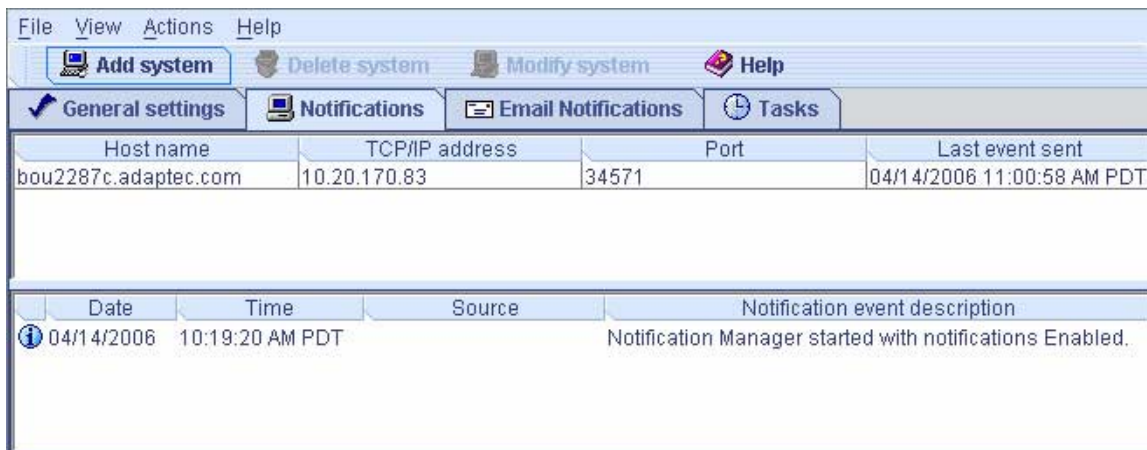 File View Actions Help
Add system Delete system Modify system Help
General settings Notifications Email Notifications Tasks
Host name TCP/IP address Port Last event sent
bou2287c.adaptec.com 10.20.170.83 34571 04/14/2006 11:00:58 AM PDT
Date Time Source Notification event description
04/14/2006 10:19:20 AM PDT Notification Manager started with notifications Enabled.